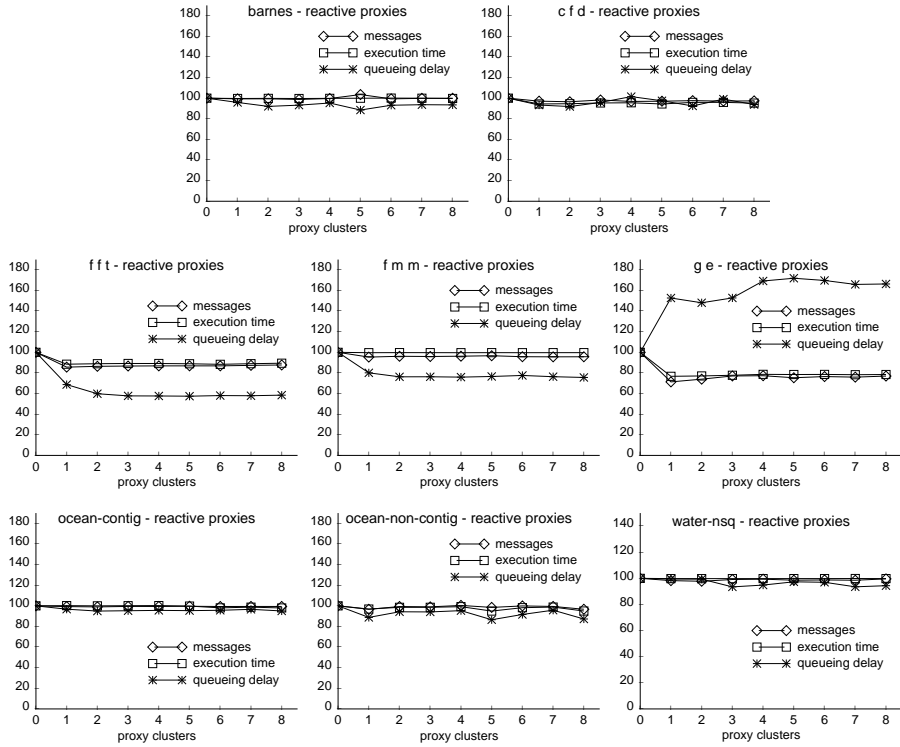 barnes - reactive proxies
180
160
140
120
100
80
60
40
20
0
messages
execution time
queueing delay
0 1 2 3 4 5 6 7 8
proxy clusters
c f d - reactive proxies
180
160
140
120
100
80
60
40
20
0
messages
execution time
queueing delay
0 1 2 3 4 5 6 7 8
proxy clusters
f f t - reactive proxies
180
160
140
120
100
80
60
40
20
0
messages
execution time
queueing delay
0 1 2 3 4 5 6 7 8
proxy clusters
f m m - reactive proxies
180
160
140
120
100
80
60
40
20
0
messages
execution time
queueing delay
0 1 2 3 4 5 6 7 8
proxy clusters
g e - reactive proxies
180
160
140
120
100
80
60
40
20
0
messages
execution time
queueing delay
0 1 2 3 4 5 6 7 8
proxy clusters
ocean-contig - reactive proxies
180
160
140
120
100
80
60
40
20
0
messages
execution time
queueing delay
0 1 2 3 4 5 6 7 8
proxy clusters
ocean-non-contig - reactive proxies
180
160
140
120
100
80
60
40
20
0
messages
execution time
queueing delay
0 1 2 3 4 5 6 7 8
proxy clusters
water-nsq - reactive proxies
140
120
100
80
60
40
20
0
messages
execution time
queueing delay
0 1 2 3 4 5 6 7 8
proxy clusters